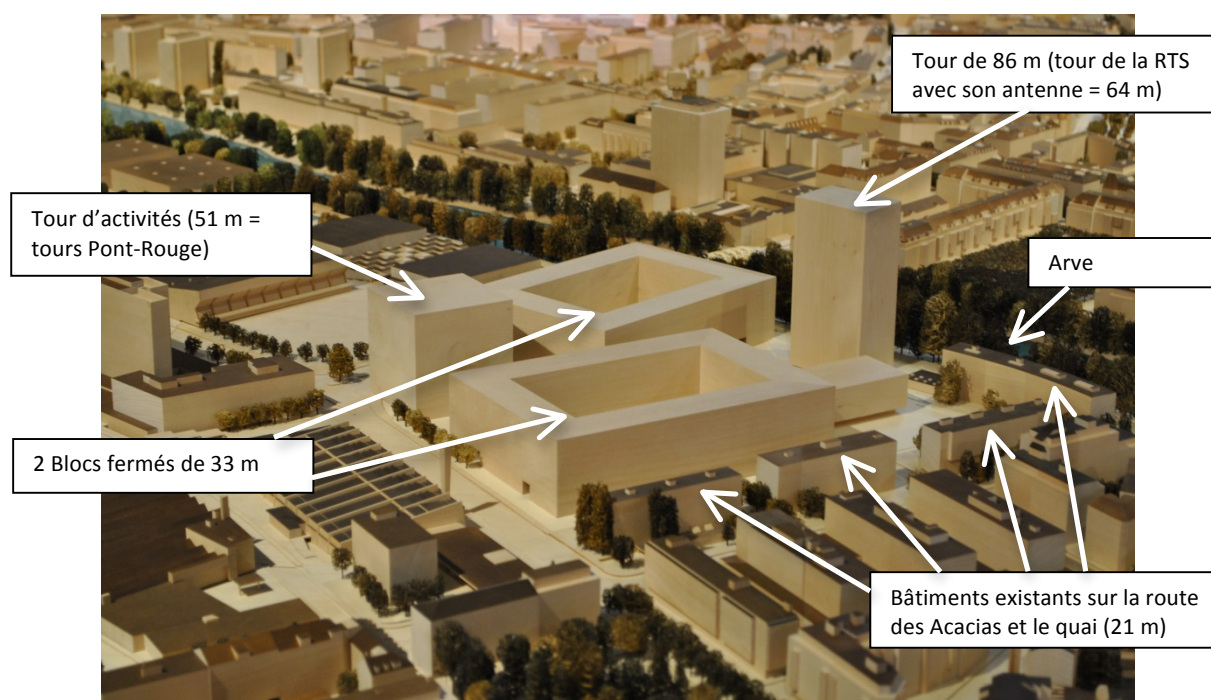 Tour de 86 m (tour de la RTS
avec son antenne = 64 m)
Tour d’activités (51 m =
tours Pont-Rouge)
Arve
2 Blocs fermés de 33 m
Bâtiments existants sur la route
des Acacias et le quai (21 m)